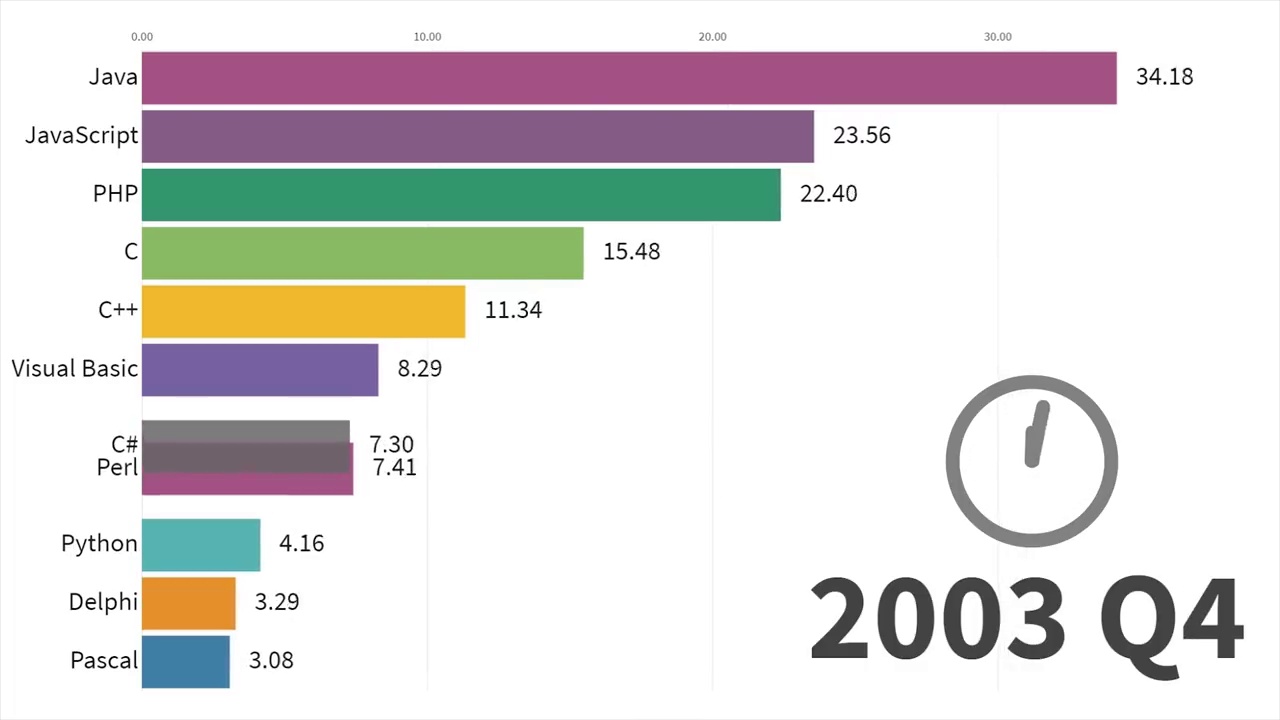 0.00 10.00 20.00 30.00
Java 34.18
JavaScript 23.56
PHP 22.40
C 15.48
C++ 11.34
Visual Basic 8.29
C# 7.30
Perl 7.41
Python 4.16
Delphi 3.29
Pascal 3.08
2003 Q4